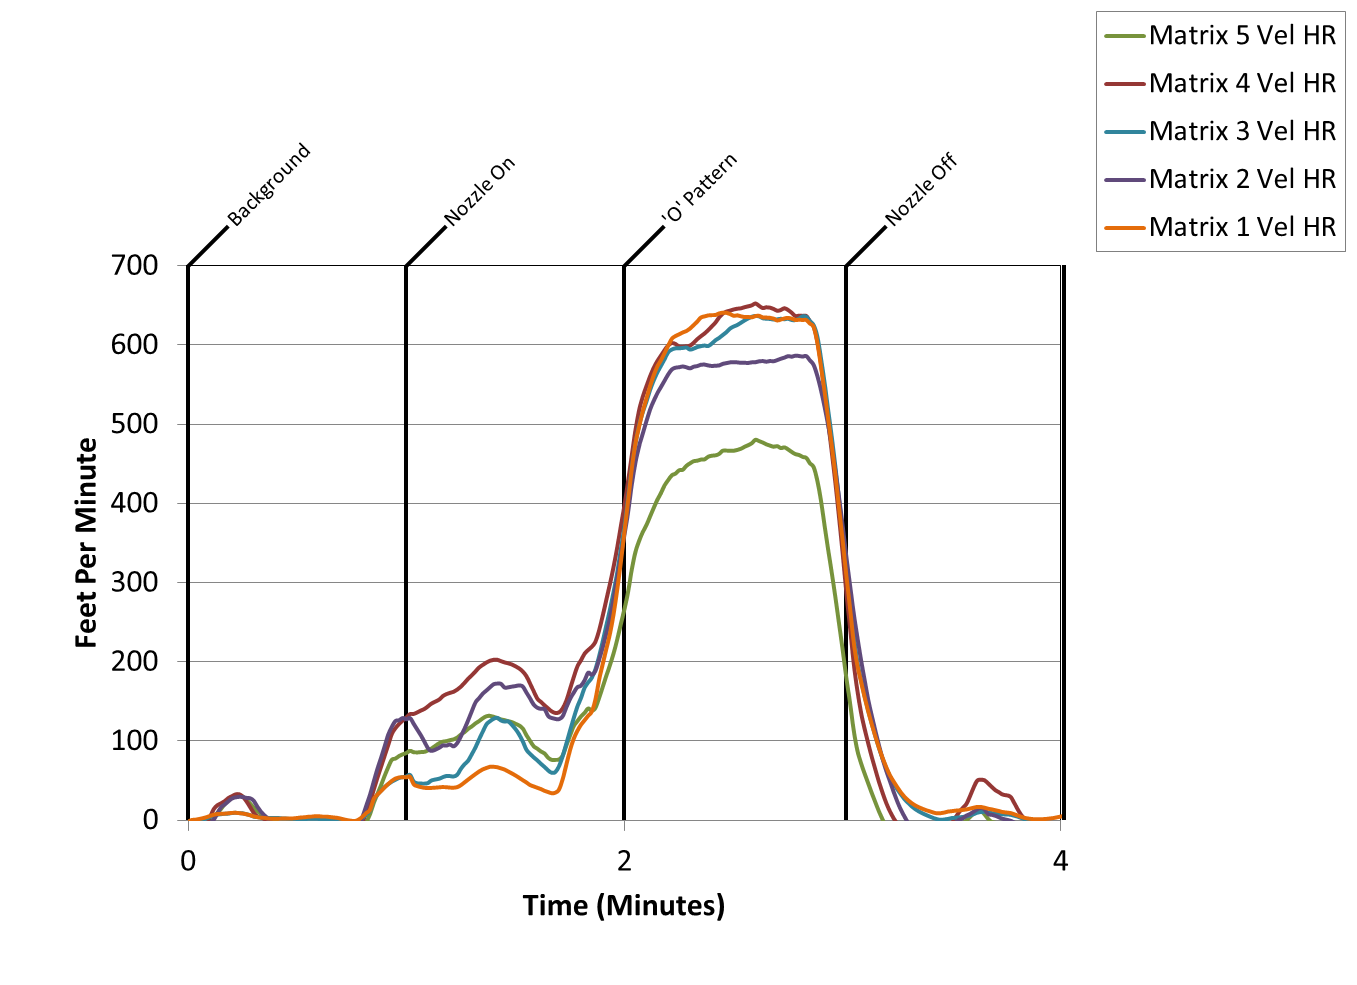 Matrix 5 Vel HR
Matrix 4 Vel HR
Matrix 3 Vel HR
Matrix 2 Vel HR
Matrix 1 Vel HR
Background
Nozzle On
'O' Pattern
Nozzle Off
700
600
500
400
300
200
100
0
Feet Per Minute
0 2 4
Time (Minutes)